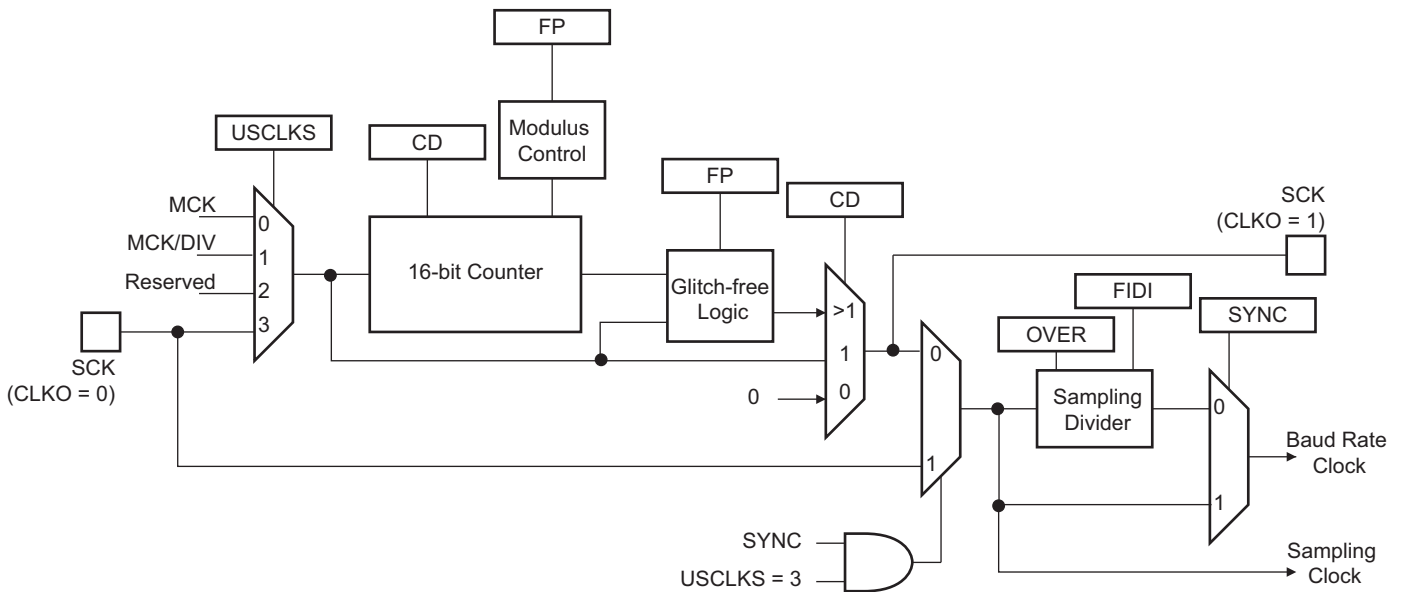 FP
USCLKS
CD
Modulus
Control
FP
CD
SCK
(CLKO = 1)
MCK
0
MCK/DIV
1
16-bit Counter
Reserved
2
Glitch-free
Logic
>1
FIDI
3
OVER
SYNC
SCK
(CLKO = 0)
1
0
0
0
Sampling
Divider
0
Baud Rate
Clock
1
1
SYNC
USCLKS = 3
Sampling
Clock